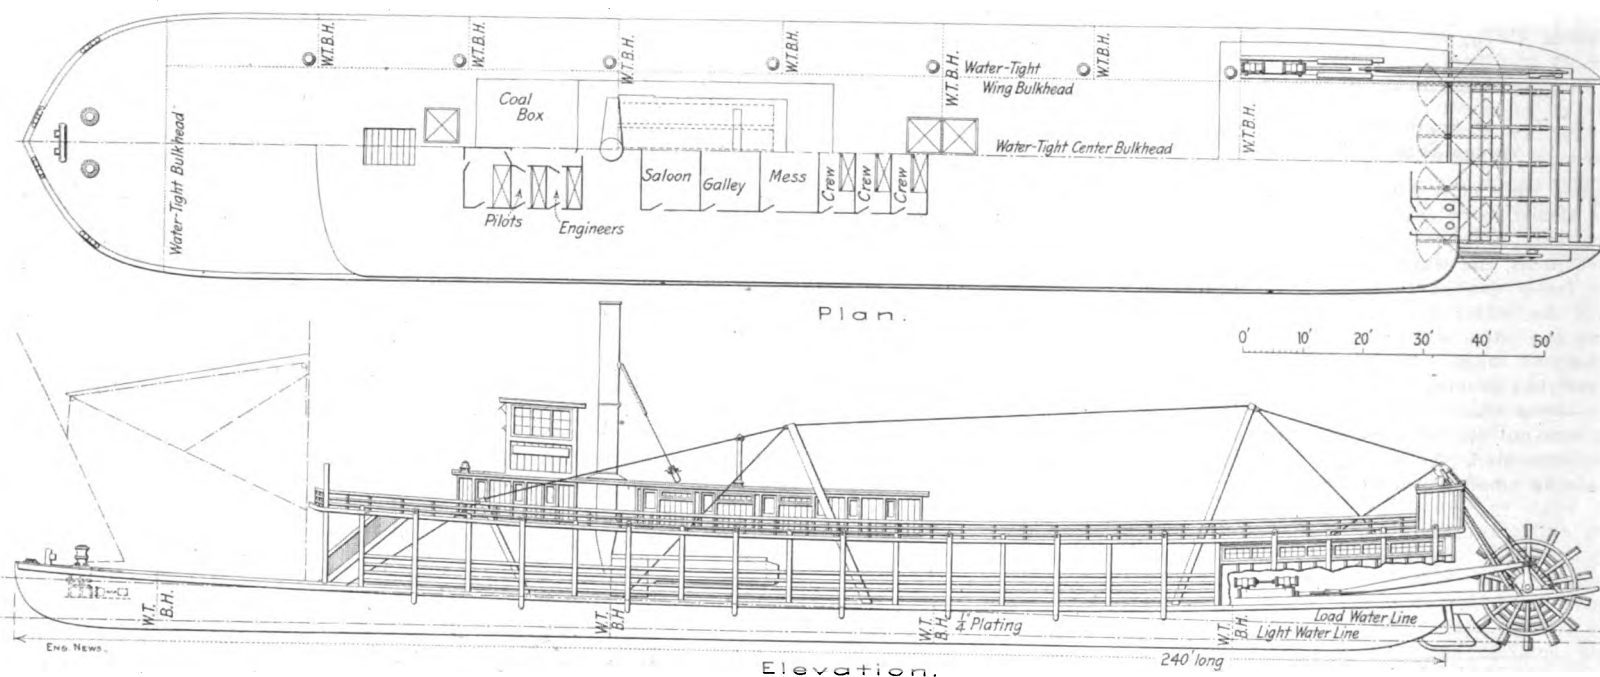 W.T.B.H.
W.T.B.H.
W.T.B.H.
W.T.B.H.
W.T.B.H.
W.T.B.H.
W.T.B.H.
Water-Tight
Wing Bulkhead
Coal
Box
Water-Tight Bulkhead
Water-Tight Center Bulkhead
Saloon
Galley
Mess
Crew
Crew
Crew
Pilots
Engineers
Plan.
0' 10' 20' 30' 40' 50'
W.T.
B.H.
W.T.
B.H.
W.T.
B.H.
1/4" Plating
W.T.
B.H.
Load Water Line
Light Water Line
240' long
ENG. NEWS.
Elevation.